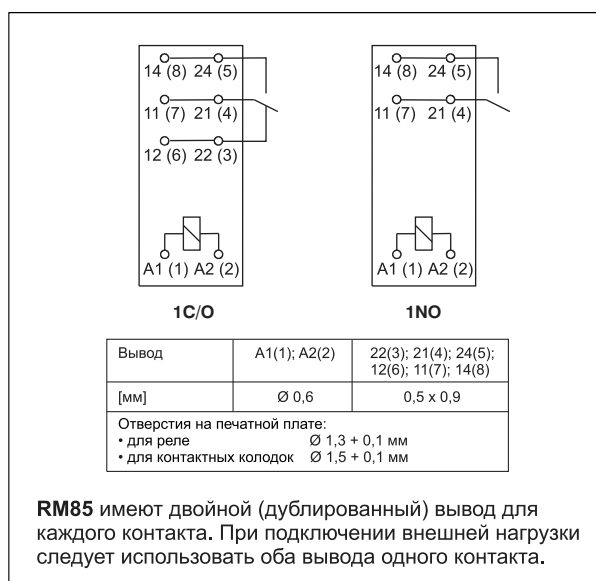 14 (8) 24 (5)
11 (7) 21 (4)
12 (6) 22 (3)
A1 (1) A2 (2)
1C/O
14 (8) 24 (5)
11 (7) 21 (4)
A1 (1) A2 (2)
1NO
Вывод A1(1); A2(2) 22(3); 21(4); 24(5);
12(6); 11(7); 14(8)
[мм] Ø 0,6 0,5 x 0,9
Отверстия на печатной плате:
• для реле Ø 1,3 + 0,1 мм
• для контактных колодок Ø 1,5 + 0,1 мм
RM85 имеют двойной (дублированный) вывод для
каждого контакта. При подключении внешней нагрузки
следует использовать оба вывода одного контакта.